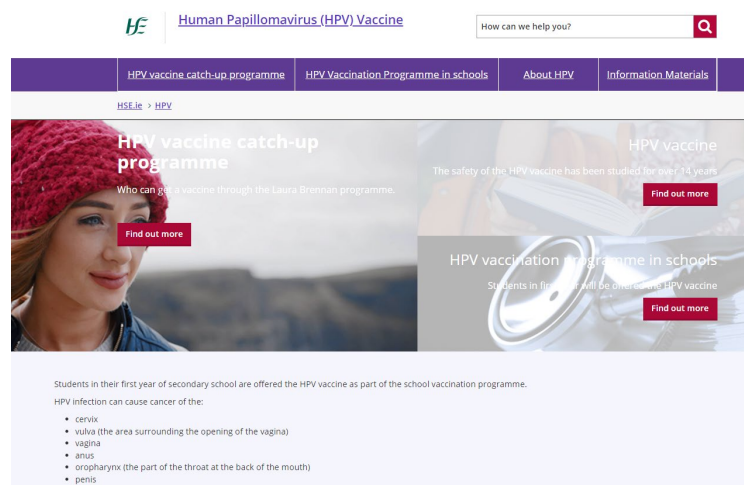 HSE
Human Papillomavirus (HPV) Vaccine
How can we help you?
HPV vaccine catch-up programme
HPV Vaccination Programme in schools
About HPV
Information Materials
HSE.ie > HPV
HPV vaccine catch-up
programme
Who can get a vaccine through the Laura Brennan programme.
Find out more
HPV vaccine
The safety of the HPV vaccine has been studied for over 14 years
Find out more
HPV vaccination programme in schools
Students in first year will be offered the HPV vaccine
Find out more
Students in their first year of secondary school are offered the HPV vaccine as part of the school vaccination programme.
HPV infection can cause cancer of the:
• cervix
• vulva (the area surrounding the opening of the vagina)
• vagina
• anus
• oropharynx (the part of the throat at the back of the mouth)
• penis